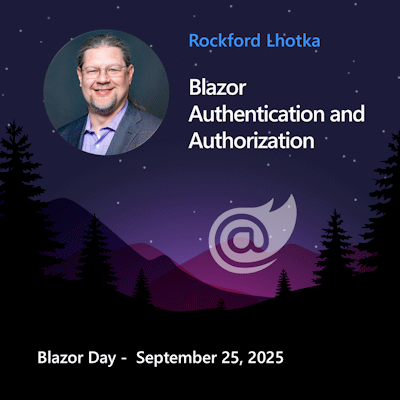 Rockford Lhotka
Blazor
Authentication and
Authorization
@
Blazor Day - September 25, 2025